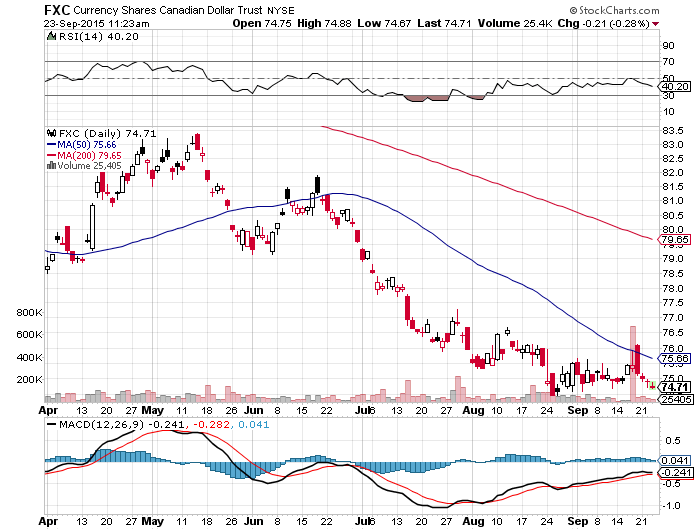 FXC Currency Shares Canadian Dollar Trust NYSE © StockCharts.com
23-Sep-2015 11:23am Open 74.75 High 74.88 Low 74.67 Last 74.71 Volume 25.4K Chg -0.21 (-0.28%)
RSI(14) 40.20
90
70
50
40.20
30
10
FXC (Daily) 74.71
MA(50) 75.66
MA(200) 79.65
Volume 25,405
83.5
83.0
82.5
82.0
81.5
81.0
80.5
80.0
79.65
79.0
78.5
78.0
77.5
77.0
76.5
76.0
75.66
75.0
74.71
25405
800K
600K
400K
200K
Apr 13 20 27 May 11 18 26 Jun 8 15 22 Jul 6 13 20 27 Aug 10 17 24 Sep 8 14 21
MACD(12,26,9) -0.241, -0.282, 0.041
0.5
0.041
-0.241
-0.5
-1.0
Apr 13 20 27 May 11 18 26 Jun 8 15 22 Jul 6 13 20 27 Aug 10 17 24 Sep 8 14 21